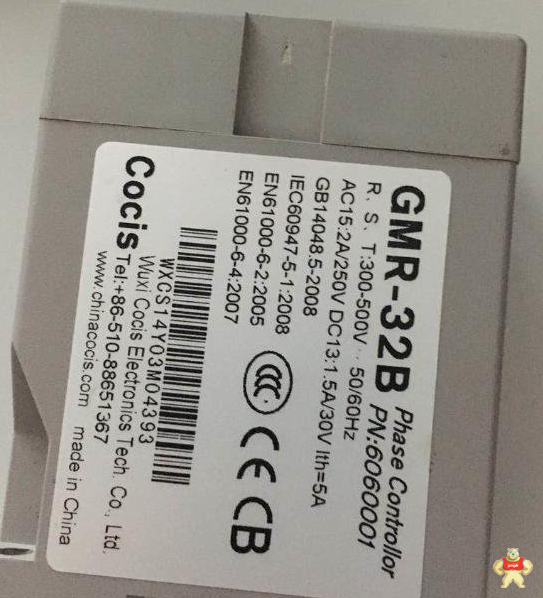 GMR-32B Phase Controllor
PN:6060001
R、S、T:300-500V~ 50/60Hz
AC15:2A/250V DC13:1.5A/30V Ith=5A
GB14048.5-2008
IEC60947-5-1:2008
EN61000-6-2:2005
EN61000-6-4:2007
CCC CE CB
WXCS14Y03M04393
Wuxi Cocis Electronics Tech. Co., Ltd.
Cocis Tel:+86-510-88651367
www.chinacocis.com made in China